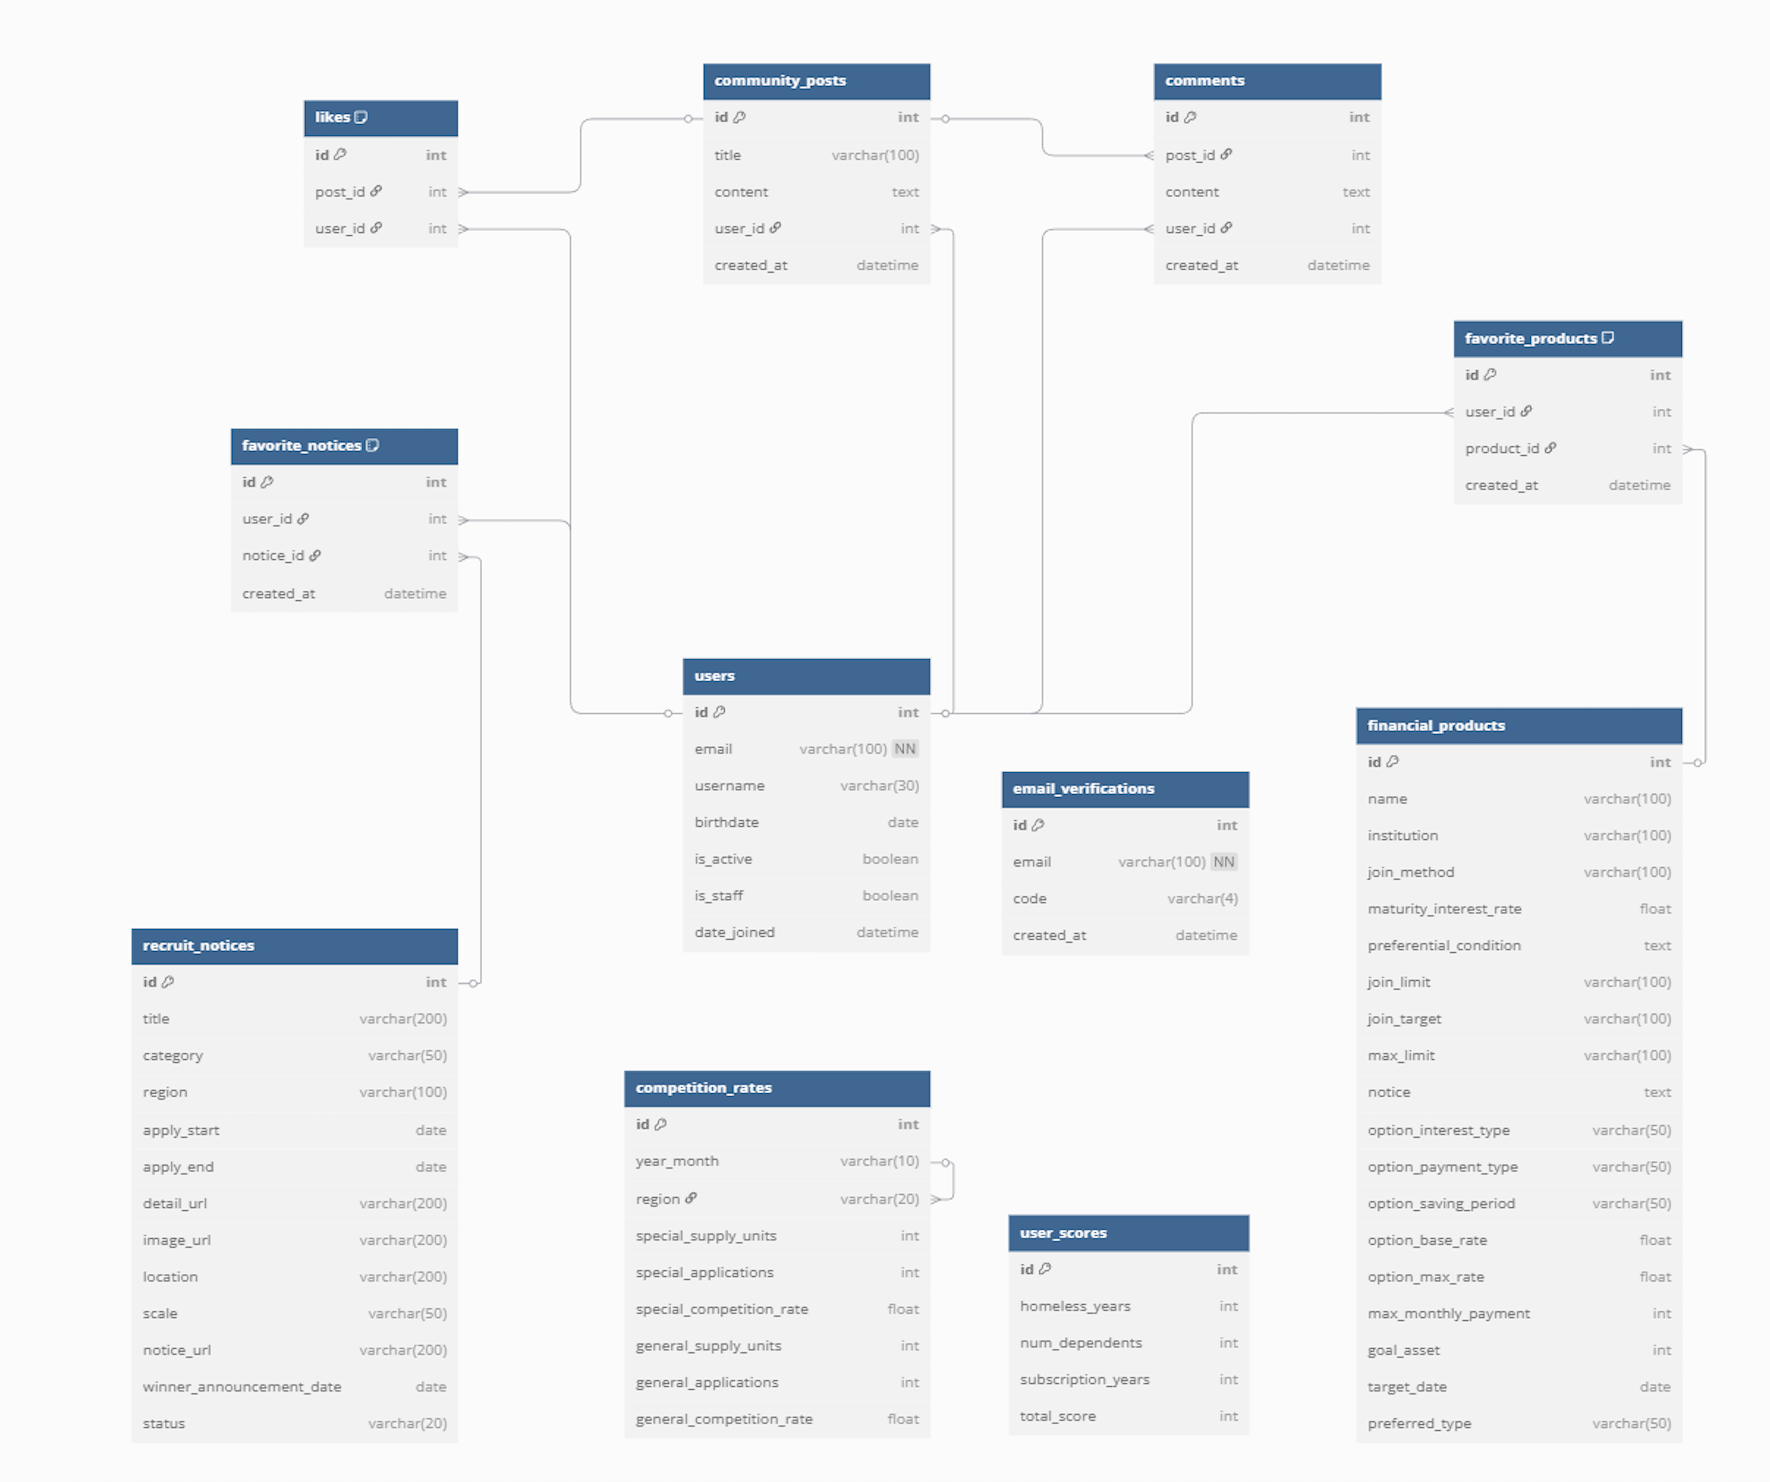 community_posts
id int
title varchar(100)
content text
user_id int
created_at datetime
comments
id int
post_id int
content text
user_id int
created_at datetime
likes
id int
post_id int
user_id int
favorite_products
id int
user_id int
product_id int
created_at datetime
favorite_notices
id int
user_id int
notice_id int
created_at datetime
users
id int
email varchar(100) NN
username varchar(30)
birthdate date
is_active boolean
is_staff boolean
date_joined datetime
email_verifications
id int
email varchar(100) NN
code varchar(4)
created_at datetime
financial_products
id int
name varchar(100)
institution varchar(100)
join_method varchar(100)
maturity_interest_rate float
preferential_condition text
join_limit varchar(100)
join_target varchar(100)
max_limit varchar(100)
notice text
option_interest_type varchar(50)
option_payment_type varchar(50)
option_saving_period varchar(50)
option_base_rate float
option_max_rate float
max_monthly_payment int
goal_asset int
target_date date
preferred_type varchar(50)
recruit_notices
id int
title varchar(200)
category varchar(50)
region varchar(100)
apply_start date
apply_end date
detail_url varchar(200)
image_url varchar(200)
location varchar(200)
scale varchar(50)
notice_url varchar(200)
winner_announcement_date date
status varchar(20)
competition_rates
id int
year_month varchar(10)
region varchar(20)
special_supply_units int
special_applications int
special_competition_rate float
general_supply_units int
general_applications int
general_competition_rate float
user_scores
id int
homeless_years int
num_dependents int
subscription_years int
total_score int